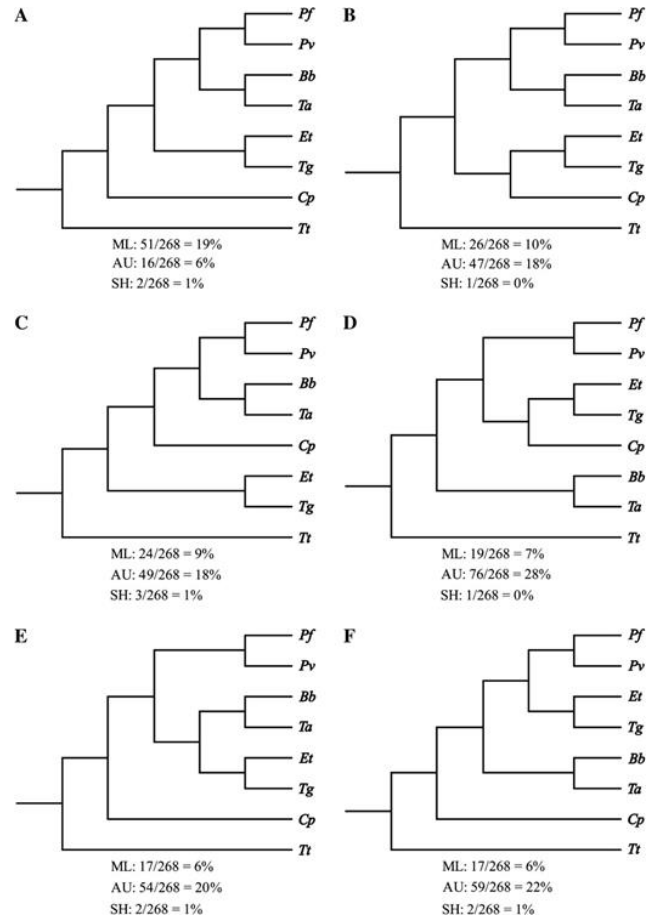 A
Pf
Pv
Bb
Ta
Et
Tg
Cp
Tt
ML: 51/268 = 19%
AU: 16/268 = 6%
SH: 2/268 = 1%
B
Pf
Pv
Bb
Ta
Et
Tg
Cp
Tt
ML: 26/268 = 10%
AU: 47/268 = 18%
SH: 1/268 = 0%
C
Pf
Pv
Bb
Ta
Cp
Et
Tg
Tt
ML: 24/268 = 9%
AU: 49/268 = 18%
SH: 3/268 = 1%
D
Pf
Pv
Et
Tg
Cp
Bb
Ta
Tt
ML: 19/268 = 7%
AU: 76/268 = 28%
SH: 1/268 = 0%
E
Pf
Pv
Bb
Ta
Et
Tg
Cp
Tt
ML: 17/268 = 6%
AU: 54/268 = 20%
SH: 2/268 = 1%
F
Pf
Pv
Et
Tg
Bb
Ta
Cp
Tt
ML: 17/268 = 6%
AU: 59/268 = 22%
SH: 2/268 = 1%